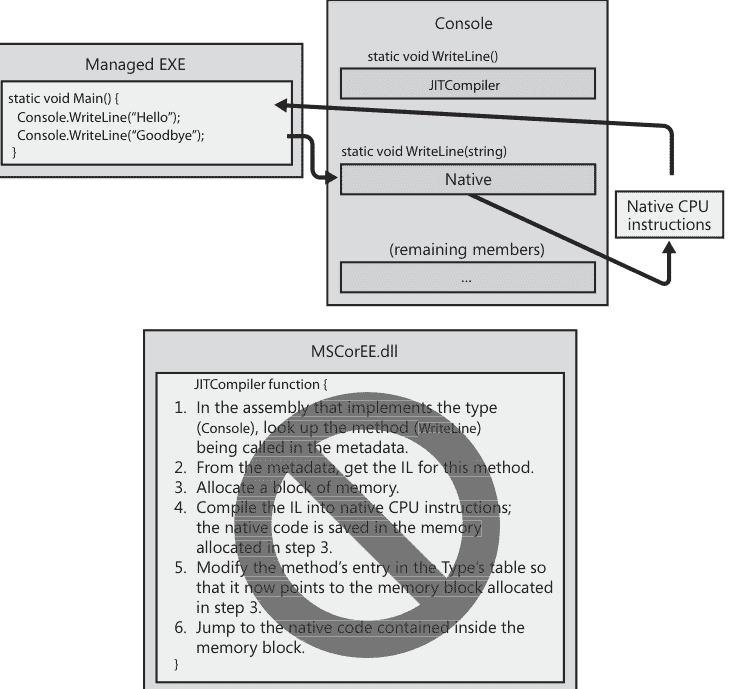 Console
static void WriteLine()
JITCompiler
Managed EXE
static void Main() {
Console.WriteLine(“Hello”);
Console.WriteLine(“Goodbye”);
}
static void WriteLine(string)
Native
Native CPU
instructions
(remaining members)
...
MSCorEE.dll
JITCompiler function {
1. In the assembly that implements the type
(Console), look up the method (WriteLine)
being called in the metadata.
2. From the metadata, get the IL for this method.
3. Allocate a block of memory.
4. Compile the IL into native CPU instructions;
the native code is saved in the memory
allocated in step 3.
5. Modify the method’s entry in the Type’s table so
that it now points to the memory block allocated
in step 3.
6. Jump to the native code contained inside the
memory block.
}